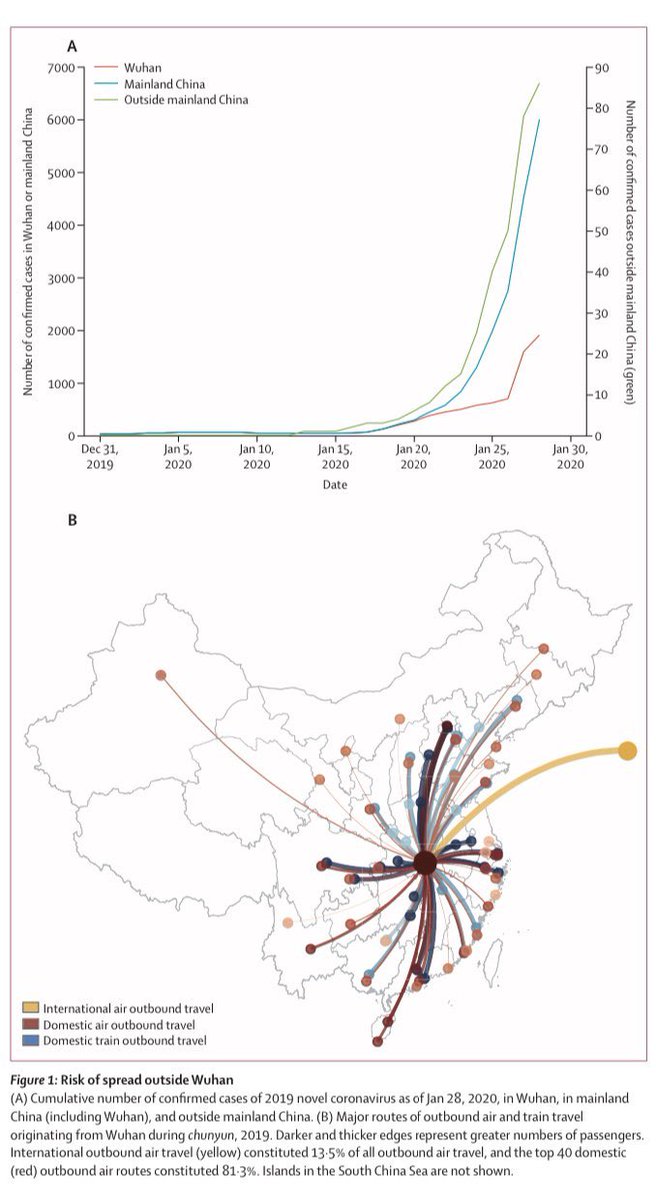 A
7000
6000
5000
4000
3000
2000
1000
0
Number of confirmed cases in Wuhan or mainland China
Wuhan
Mainland China
Outside mainland China
90
80
70
60
50
40
30
20
10
0
Number of confirmed cases outside mainland China (green)
Dec 31, 2019
Jan 5, 2020
Jan 10, 2020
Jan 15, 2020
Jan 20, 2020
Jan 25, 2020
Jan 30, 2020
Date
B
International air outbound travel
Domestic air outbound travel
Domestic train outbound travel
Figure 1: Risk of spread outside Wuhan
(A) Cumulative number of confirmed cases of 2019 novel coronavirus as of Jan 28, 2020, in Wuhan, in mainland
China (including Wuhan), and outside mainland China. (B) Major routes of outbound air and train travel
originating from Wuhan during chunyun, 2019. Darker and thicker edges represent greater numbers of passengers.
International outbound air travel (yellow) constituted 13·5% of all outbound air travel, and the top 40 domestic
(red) outbound air routes constituted 81·3%. Islands in the South China Sea are not shown.